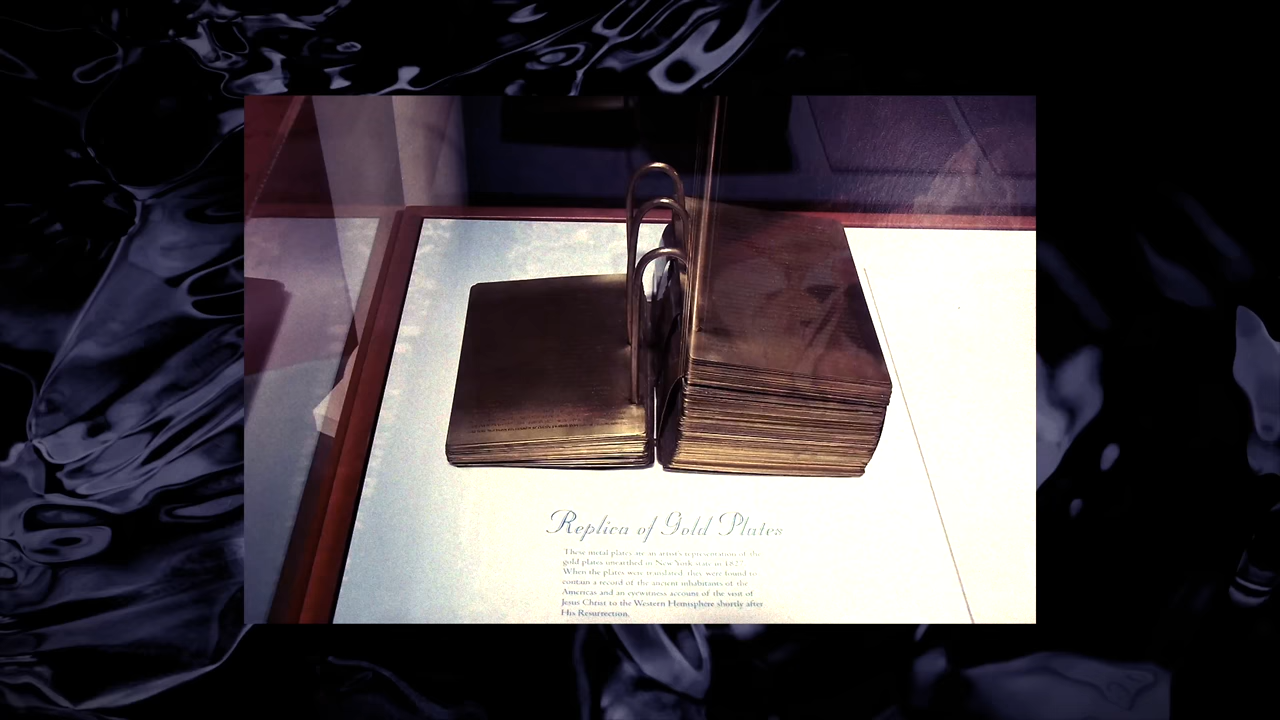 Replica of Gold Plates
These metal plates are an artist's representation of the
gold plates unearthed in New York state in
When the plates were translated, they were found to
contain a record of the ancient inhabitants of the
Americas and an eyewitness account of the visit of
Jesus Christ to the Western Hemisphere shortly after
His Resurrection.